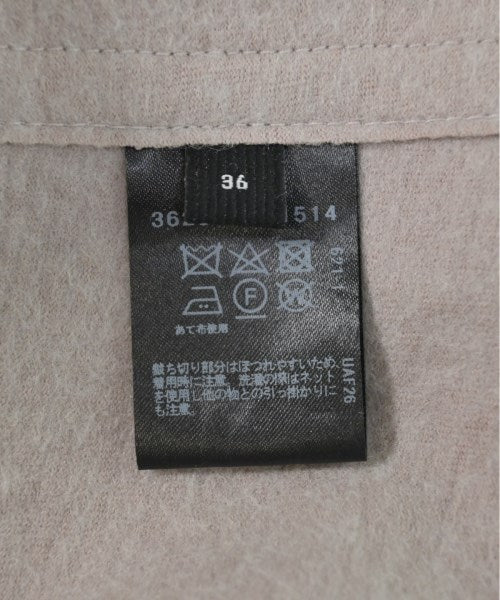 36
514
F
W
あて布使用
裁ち切り部分はほつれやすいため、
着用時に注意。洗濯の際はネット
を使用し他の物との引っ掛かりに
も注意。
UAF26